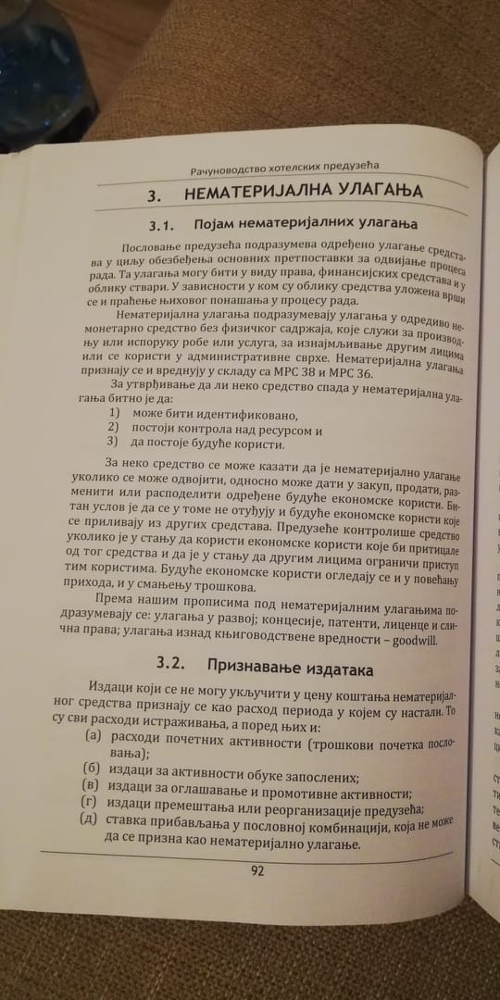 Рачуноводство хотелских предузећа
3. НЕМАТЕРИЈАЛНА УЛАГАЊА
3.1. Појам нематеријалних улагања
Пословање предузећа подразумева одређено улагање средста-
ва у циљу обезбеђења основних претпоставки за одвијање процеса
рада. Та улагања могу бити у виду права, финансијских средстава и у
облику ствари. У зависности у ком су облику средства уложена врши
се и праћење њиховог понашања у процесу рада.
Нематеријална улагања подразумевају улагања у одредиво не-
монетарно средство без физичког садржаја, које служи за производ-
њу или испоруку робе или услуга, за изнајмљивање другим лицима
или се користи у административне сврхе. Нематеријална улагања
признају се и вреднују у складу са МРС 38 и МРС 36.
За утврђивање да ли неко средство спада у нематеријална ула-
гања битно је да:
1) може бити идентификовано,
2) постоји контрола над ресурсом и
3) да постоје будуће користи.
За неко средство се може казати да је нематеријално улагање
уколико се може одвојити, односно може дати у закуп, продати, раз-
менити или расподелити одређене будуће економске користи. Би-
тан услов је да се у томе не отуђују и будуће економске користи које
се приливају из других средстава. Предузеће контролише средство
уколико је у стању да користи економске користи које би притицале
од тог средства и да је у стању да другим лицима ограничи приступ
тим користима. Будуће економске користи огледају се и у повећању
прихода, и у смањењу трошкова.
Према нашим прописима под нематеријалним улагањима по-
дразумевају се: улагања у развој; концесије, патенти, лиценце и сли-
чна права; улагања изнад књиговодствене вредности – goodwill.
3.2. Признавање издатака
Издаци који се не могу укључити у цену коштања нематеријал-
ног средства признају се као расход периода у којем су настали. То
су сви расходи истраживања, а поред њих и:
(а) расходи почетних активности (трошкови почетка посло-
вања);
(б) издаци за активности обуке запослених;
(в) издаци за оглашавање и промотивне активности;
(г) издаци премештања или реорганизације предузећа;
(д) ставка прибављања у пословној комбинацији, која не може
да се призна као нематеријално улагање.
92